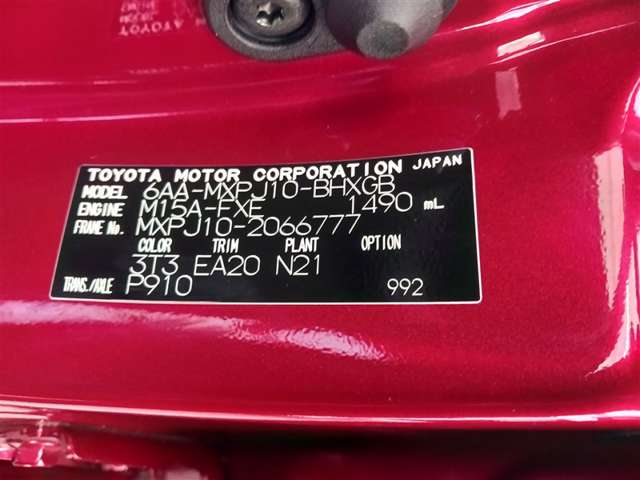 TOYOTA MOTOR CORPORATION JAPAN
MODEL 6AA-MXPJ10-BHXGB
ENGINE M15A-FXE 1490 mL
FRAME No. MXPJ10-2066777
COLOR TRIM PLANT OPTION
3T3 EA20 N21
TRANS./AXLE P910 992